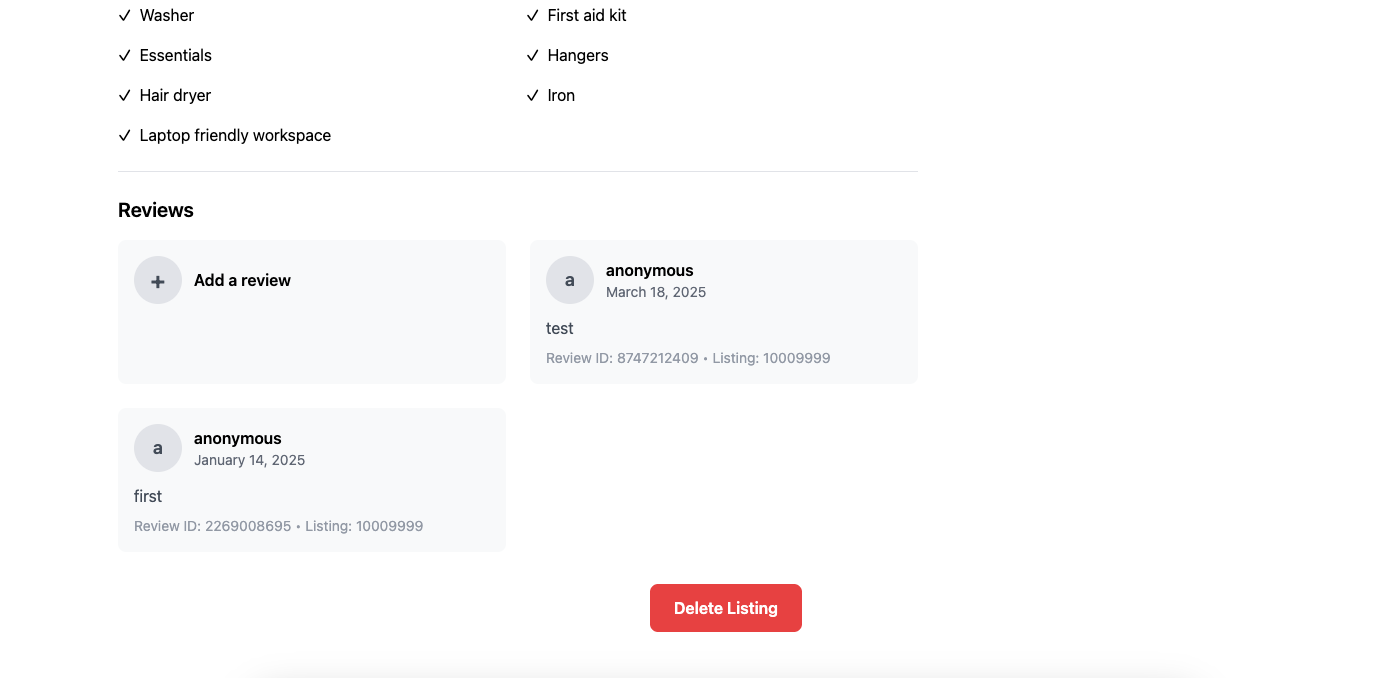 ✓ Washer
✓ First aid kit
✓ Essentials
✓ Hangers
✓ Hair dryer
✓ Iron
✓ Laptop friendly workspace
Reviews
+ Add a review
a
anonymous
March 18, 2025
test
Review ID: 8747212409 • Listing: 10009999
a
anonymous
January 14, 2025
first
Review ID: 2269008695 • Listing: 10009999
Delete Listing